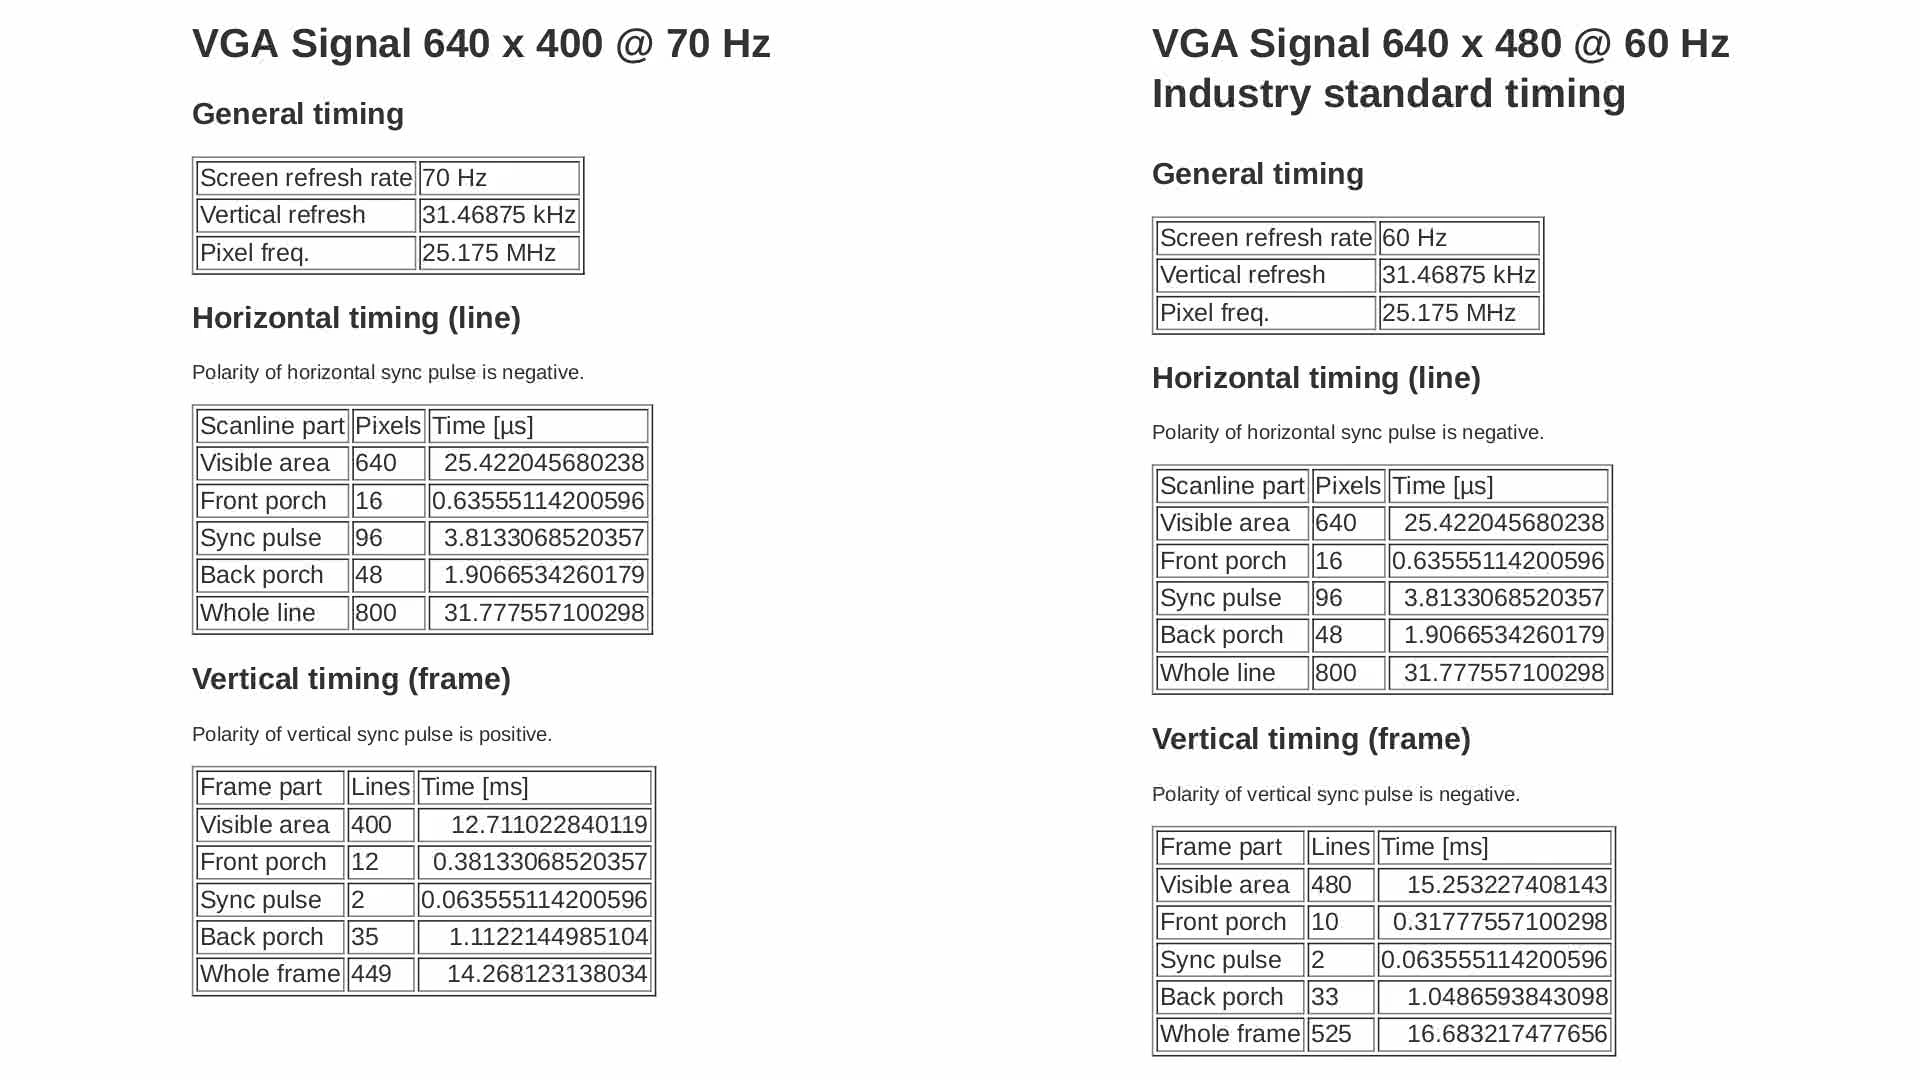 VGA Signal 640 x 400 @ 70 Hz
General timing
Screen refresh rate 70 Hz
Vertical refresh 31.46875 kHz
Pixel freq. 25.175 MHz
Horizontal timing (line)
Polarity of horizontal sync pulse is negative.
Scanline part Pixels Time [µs]
Visible area 640 25.422045680238
Front porch 16 0.63555114200596
Sync pulse 96 3.8133068520357
Back porch 48 1.9066534260179
Whole line 800 31.777557100298
Vertical timing (frame)
Polarity of vertical sync pulse is positive.
Frame part Lines Time [ms]
Visible area 400 12.711022840119
Front porch 12 0.38133068520357
Sync pulse 2 0.063555114200596
Back porch 35 1.1122144985104
Whole frame 449 14.268123138034
VGA Signal 640 x 480 @ 60 Hz
Industry standard timing
General timing
Screen refresh rate 60 Hz
Vertical refresh 31.46875 kHz
Pixel freq. 25.175 MHz
Horizontal timing (line)
Polarity of horizontal sync pulse is negative.
Scanline part Pixels Time [µs]
Visible area 640 25.422045680238
Front porch 16 0.63555114200596
Sync pulse 96 3.8133068520357
Back porch 48 1.9066534260179
Whole line 800 31.777557100298
Vertical timing (frame)
Polarity of vertical sync pulse is negative.
Frame part Lines Time [ms]
Visible area 480 15.253227408143
Front porch 10 0.31777557100298
Sync pulse 2 0.063555114200596
Back porch 33 1.0486593843098
Whole frame 525 16.683217477656